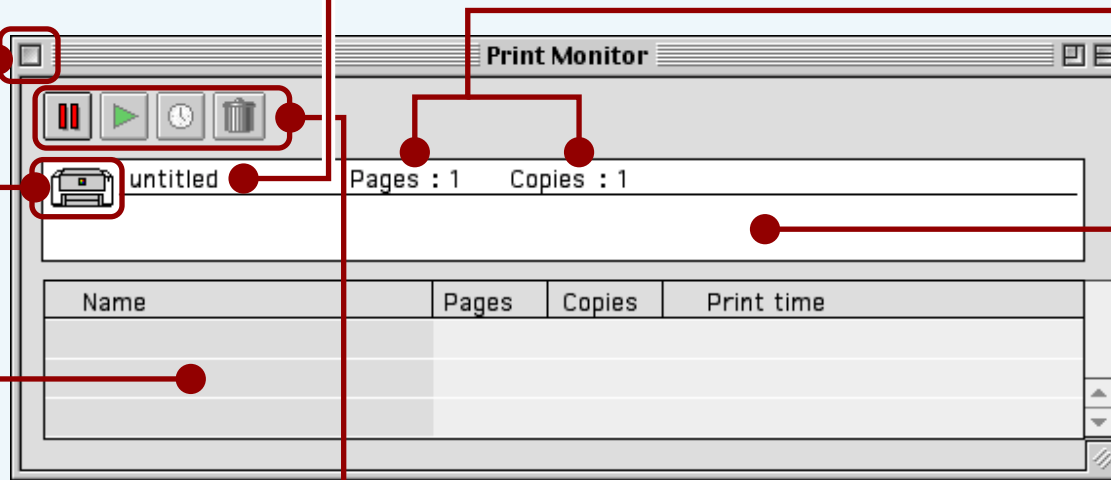 Print Monitor
untitled Pages : 1 Copies : 1
Name Pages Copies Print time